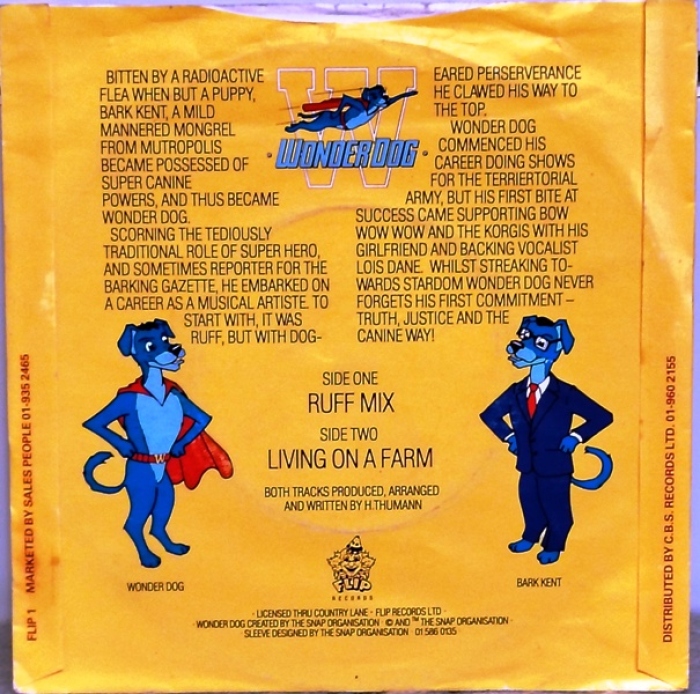 BITTEN BY A RADIOACTIVE
FLEA WHEN BUT A PUPPY,
BARK KENT, A MILD
MANNERED MONGREL
FROM MUTROPOLIS
BECAME POSSESSED OF
SUPER CANINE
POWERS, AND THUS BECAME
WONDER DOG.
SCORNING THE TEDIOUSLY
TRADITIONAL ROLE OF SUPER HERO,
AND SOMETIMES REPORTER FOR THE
BARKING GAZETTE, HE EMBARKED ON
A CAREER AS A MUSICAL ARTISTE. TO
START WITH, IT WAS
RUFF, BUT WITH DOG-
W
· WONDER DOG ·
EARED PERSERVERANCE
HE CLAWED HIS WAY TO
THE TOP.
WONDER DOG
COMMENCED HIS
CAREER DOING SHOWS
FOR THE TERRIERTORIAL
ARMY, BUT HIS FIRST BITE AT
SUCCESS CAME SUPPORTING BOW
WOW WOW AND THE KORGIS WITH HIS
GIRLFRIEND AND BACKING VOCALIST
LOIS DANE. WHILST STREAKING TO-
WARDS STARDOM WONDER DOG NEVER
FORGETS HIS FIRST COMMITMENT –
TRUTH, JUSTICE AND THE
CANINE WAY!
SIDE ONE
RUFF MIX
SIDE TWO
LIVING ON A FARM
BOTH TRACKS PRODUCED, ARRANGED
AND WRITTEN BY H.THUMANN
W
WONDER DOG
BARK KENT
FLIP
RECORDS
· LICENSED THRU COUNTRY LANE · FLIP RECORDS LTD ·
· WONDER DOG CREATED BY THE SNAP ORGANISATION · © AND ™ THE SNAP ORGANISATION ·
SLEEVE DESIGNED BY THE SNAP ORGANISATION · 01 586 0135
FLIP 1 MARKETED BY SALES PEOPLE 01-935 2465
DISTRIBUTED BY C.B.S. RECORDS LTD. 01-960 2155